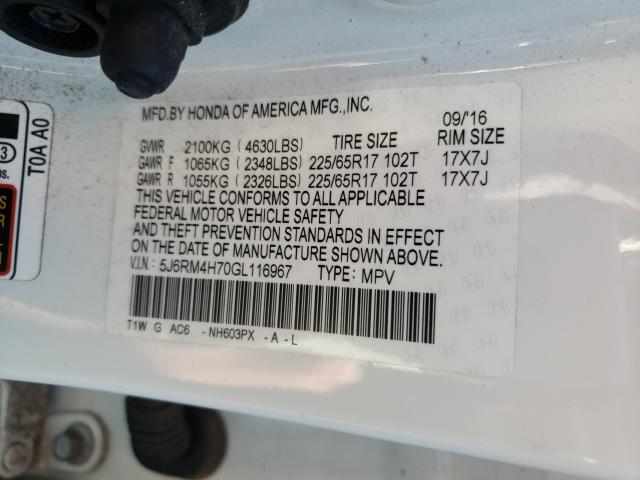 MFD.BY HONDA OF AMERICA MFG.,INC. 09/'16
GVWR 2100KG (4630LBS) TIRE SIZE RIM SIZE
GAWR F 1065KG (2348LBS) 225/65R17 102T 17X7J
GAWR R 1055KG (2326LBS) 225/65R17 102T 17X7J
THIS VEHICLE CONFORMS TO ALL APPLICABLE
FEDERAL MOTOR VEHICLE SAFETY
AND THEFT PREVENTION STANDARDS IN EFFECT
ON THE DATE OF MANUFACTURE SHOWN ABOVE.
V.I.N.: 5J6RM4H70GL116967 TYPE: MPV
T1W G AC6 -NH603PX -A-L
T0A A0
3
bs.
S
R